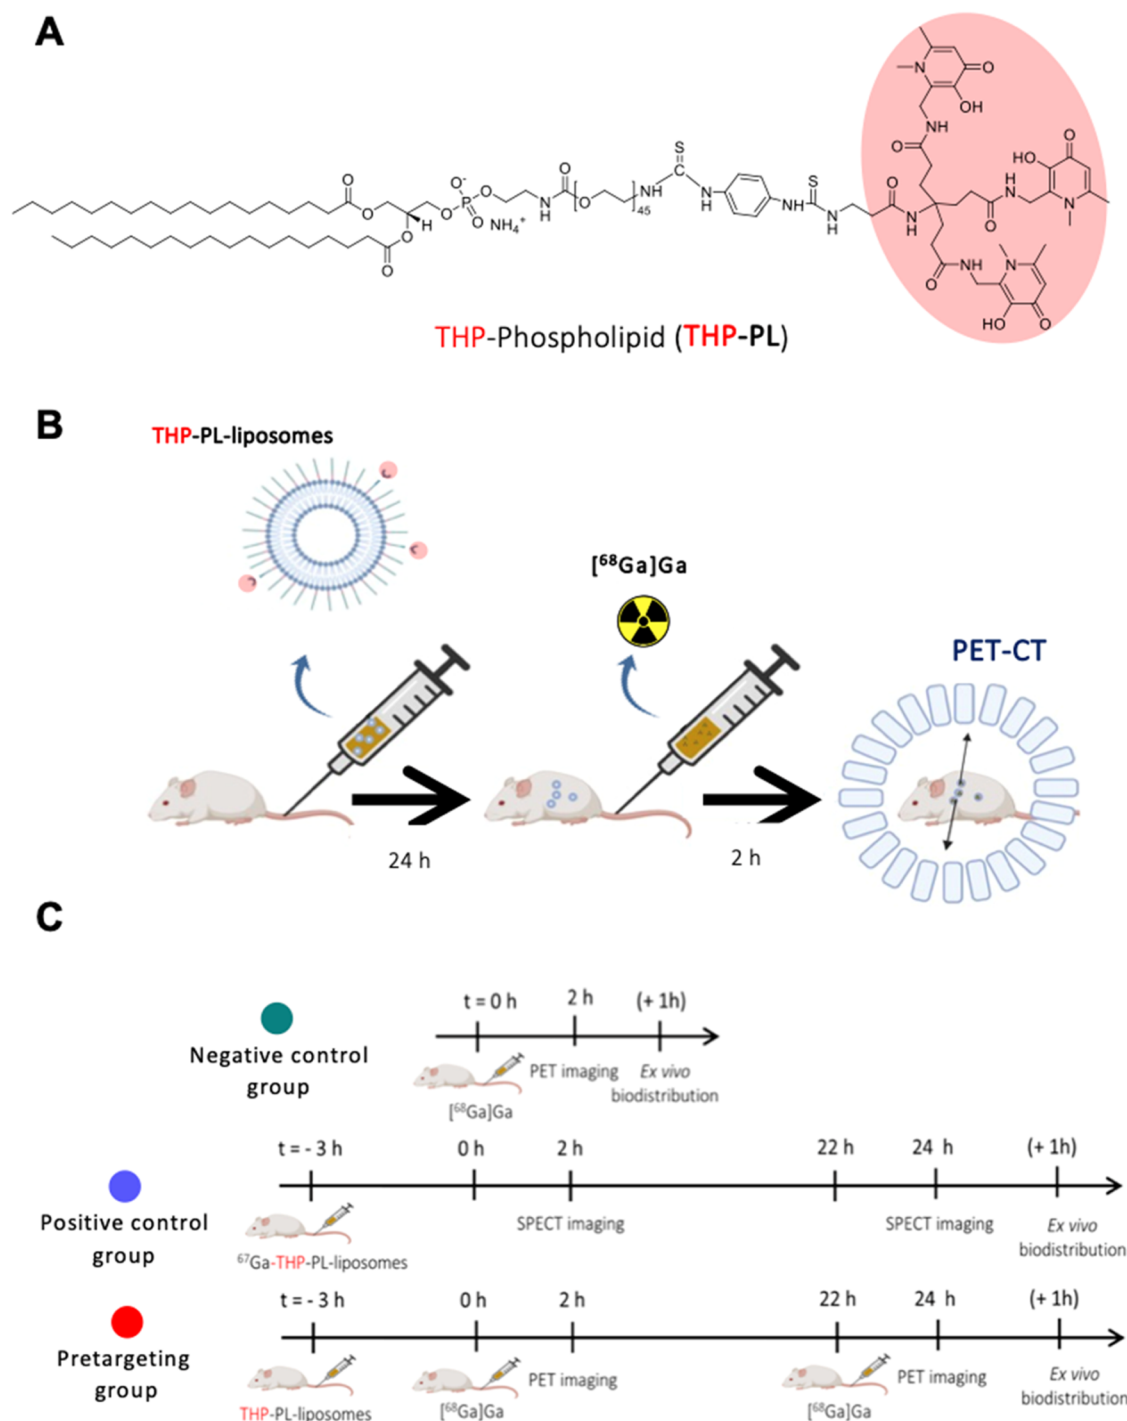 A
O
O
H
O
O
O-
P
O
O
NH4+
N
H
O
O
45
NH
S
C
N
H
NH
S
N
H
O
N
H
N
O
OH
NH
O
HO
O
N
H
N
O
O
NH
N
HO
O
THP-Phospholipid (THP-PL)
B
THP-PL-liposomes
[68Ga]Ga
PET-CT
24 h
2 h
C
Negative control
group
t = 0 h 2 h (+ 1h)
PET imaging Ex vivo
biodistribution
[68Ga]Ga
Positive control
group
t = - 3 h 0 h 2 h 22 h 24 h (+ 1h)
SPECT imaging SPECT imaging Ex vivo
biodistribution
67Ga-THP-PL-liposomes
Pretargeting
group
t = - 3 h 0 h 2 h 22 h 24 h (+ 1h)
PET imaging PET imaging Ex vivo
biodistribution
THP-PL-liposomes [68Ga]Ga [68Ga]Ga